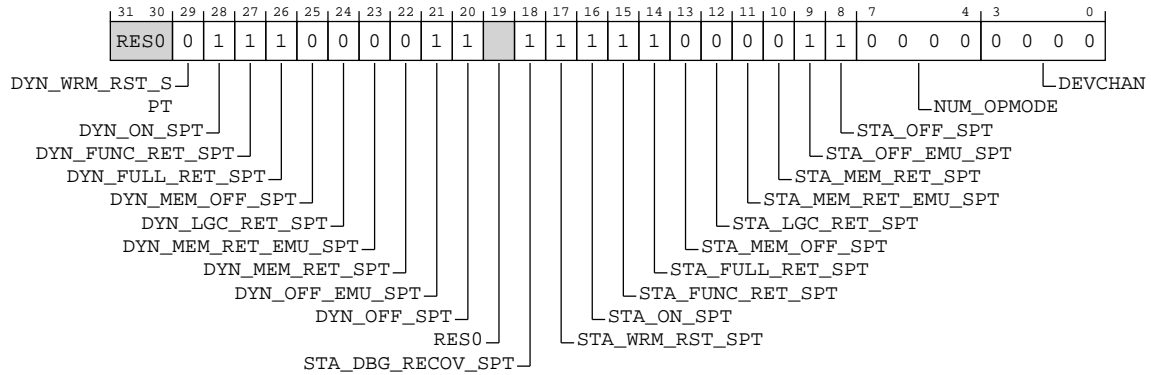 31 30 29 28 27 26 25 24 23 22 21 20 19 18 17 16 15 14 13 12 11 10 9 8 7 4 3 0
RES0 0 1 1 1 0 0 0 0 1 1 1 1 1 1 1 0 0 0 0 1 1 0 0 0 0 0 0 0 0
DYN_WRM_RST_S DEVCHAN
PT NUM_OPMODE
DYN_ON_SPT STA_OFF_SPT
DYN_FUNC_RET_SPT STA_OFF_EMU_SPT
DYN_FULL_RET_SPT STA_MEM_RET_SPT
DYN_MEM_OFF_SPT STA_MEM_RET_EMU_SPT
DYN_LGC_RET_SPT STA_LGC_RET_SPT
DYN_MEM_RET_EMU_SPT STA_MEM_OFF_SPT
DYN_MEM_RET_SPT STA_FULL_RET_SPT
DYN_OFF_EMU_SPT STA_FUNC_RET_SPT
DYN_OFF_SPT STA_ON_SPT
RES0 STA_WRM_RST_SPT
STA_DBG_RECOV_SPT